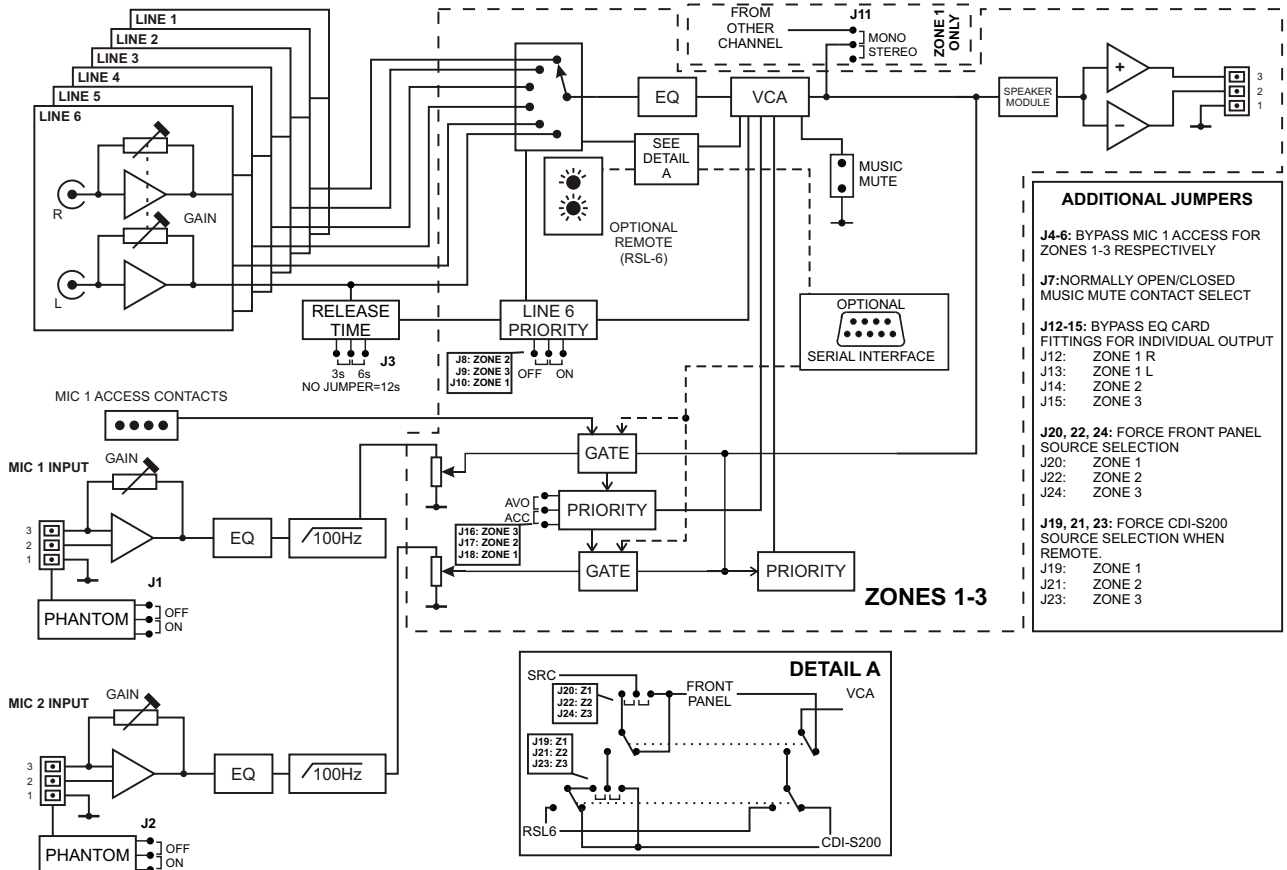 LINE 1
LINE 2
LINE 3
LINE 4
LINE 5
LINE 6
R
L
GAIN
RELEASE
TIME
J3
3s
6s
NO JUMPER=12s
FROM
OTHER
CHANNEL
J11
MONO
STEREO
ZONE 1
ONLY
EQ
VCA
SEE
DETAIL
A
MUSIC
MUTE
OPTIONAL
REMOTE
(RSL-6)
SPEAKER
MODULE
+
−
3
2
1
LINE 6
PRIORITY
J8: ZONE 2
J9: ZONE 3
J10: ZONE 1
OFF
ON
OPTIONAL
SERIAL INTERFACE
MIC 1 ACCESS CONTACTS
MIC 1 INPUT
GAIN
3
2
1
EQ
100Hz
J1
PHANTOM
OFF
ON
GATE
AVO
ACC
PRIORITY
J16: ZONE 3
J17: ZONE 2
J18: ZONE 1
GATE
PRIORITY
ZONES 1-3
MIC 2 INPUT
GAIN
3
2
1
EQ
100Hz
J2
PHANTOM
OFF
ON
DETAIL A
SRC
J20: Z1
J22: Z2
J24: Z3
FRONT
PANEL
VCA
J19: Z1
J21: Z2
J23: Z3
RSL6
CDI-S200
ADDITIONAL JUMPERS
J4-6: BYPASS MIC 1 ACCESS FOR
ZONES 1-3 RESPECTIVELY
J7:NORMALLY OPEN/CLOSED
MUSIC MUTE CONTACT SELECT
J12-15: BYPASS EQ CARD
FITTINGS FOR INDIVIDUAL OUTPUT
J12: ZONE 1 R
J13: ZONE 1 L
J14: ZONE 2
J15: ZONE 3
J20, 22, 24: FORCE FRONT PANEL
SOURCE SELECTION
J20: ZONE 1
J22: ZONE 2
J24: ZONE 3
J19, 21, 23: FORCE CDI-S200
SOURCE SELECTION WHEN
REMOTE.
J19: ZONE 1
J21: ZONE 2
J23: ZONE 3